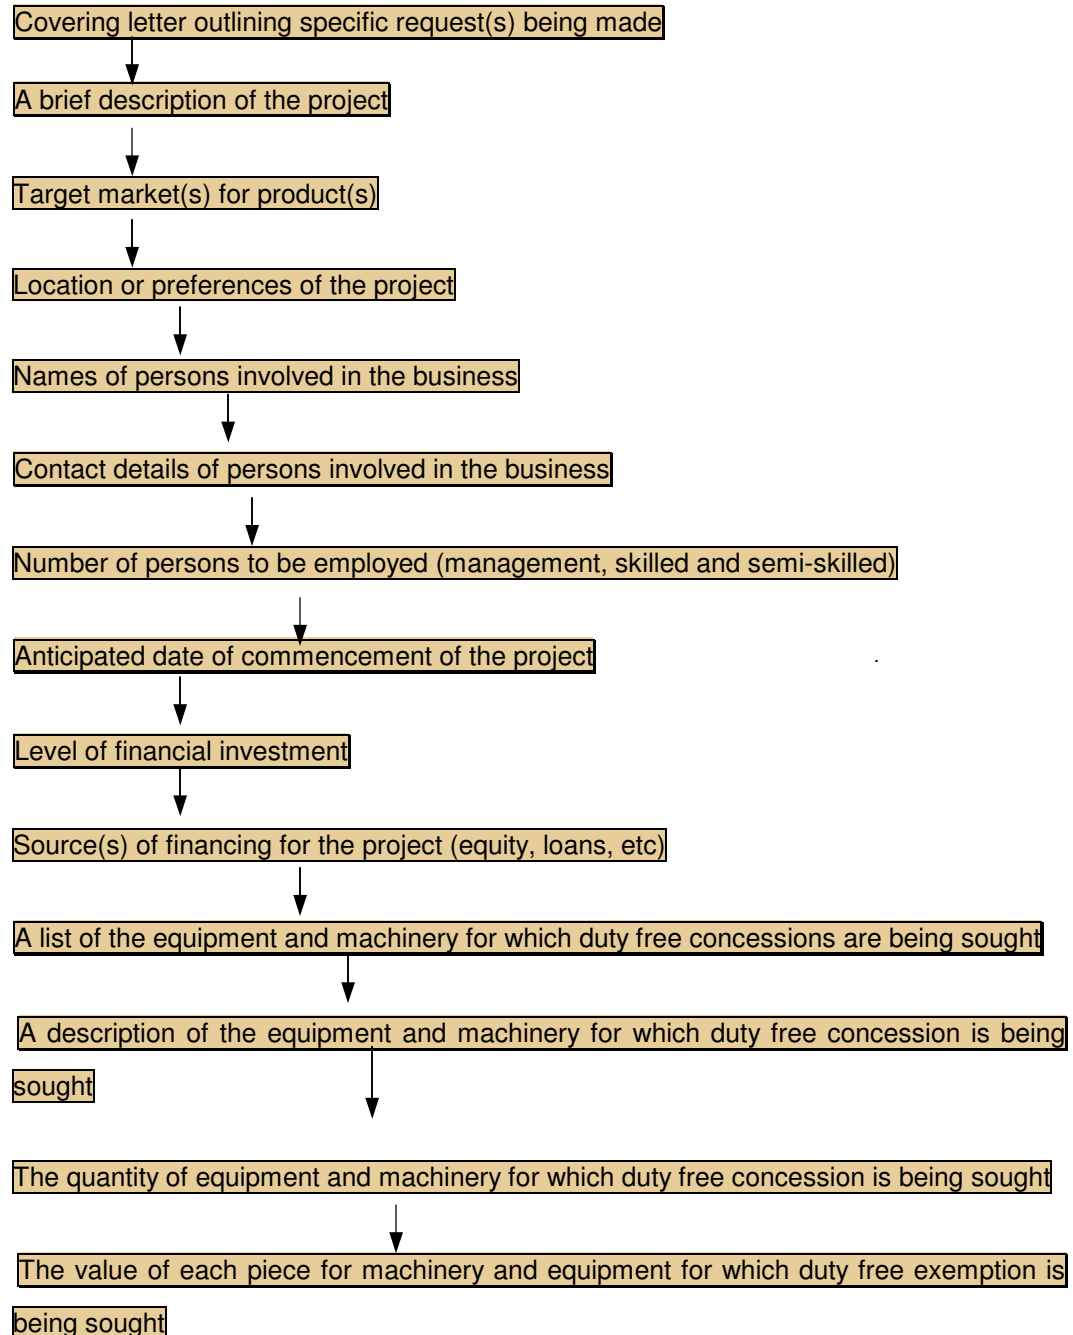 Covering letter outlining specific request(s) being made
A brief description of the project
Target market(s) for product(s)
Location or preferences of the project
Names of persons involved in the business
Contact details of persons involved in the business
Number of persons to be employed (management, skilled and semi-skilled)
Anticipated date of commencement of the project
.
Level of financial investment
Source(s) of financing for the project (equity, loans, etc)
A list of the equipment and machinery for which duty free concessions are being sought
A description of the equipment and machinery for which duty free concession is being
sought
The quantity of equipment and machinery for which duty free concession is being sought
The value of each piece for machinery and equipment for which duty free exemption is
being sought